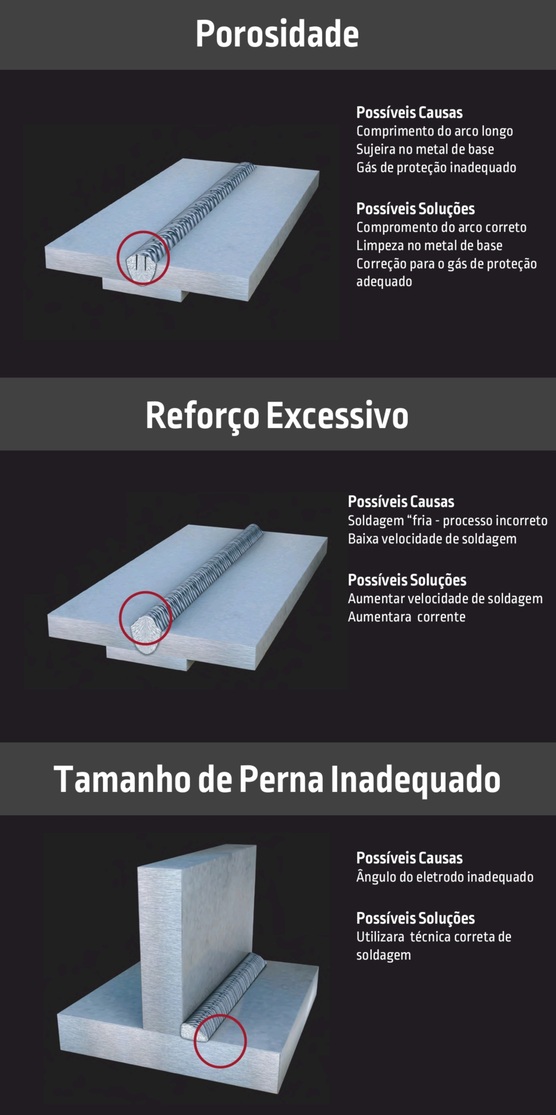 Porosidade
Possíveis Causas
Comprimento do arco longo
Sujeira no metal de base
Gás de proteção inadequado
Possíveis Soluções
Compromento do arco correto
Limpeza no metal de base
Correção para o gás de proteção
adequado
Reforço Excessivo
Possíveis Causas
Soldagem “fria - processo incorreto
Baixa velocidade de soldagem
Possíveis Soluções
Aumentar velocidade de soldagem
Aumentara corrente
Tamanho de Perna Inadequado
Possíveis Causas
Ângulo do eletrodo inadequado
Possíveis Soluções
Utilizara técnica correta de
soldagem